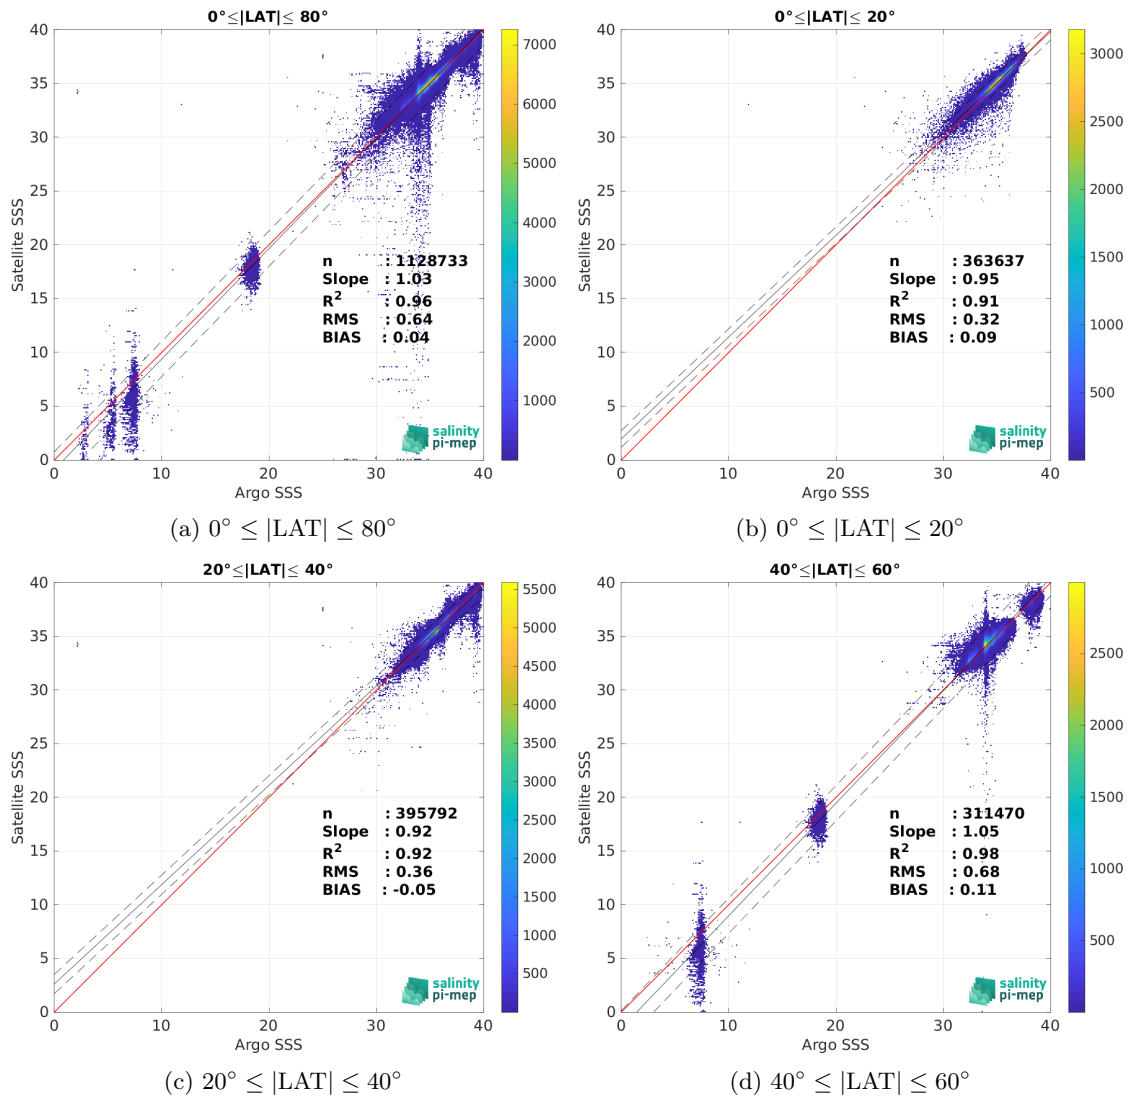 0°≤|LAT|≤ 80°
40
35
30
25
20
15
10
5
0
0
10
20
30
40
Satellite SSS
Argo SSS
n : 1128733
Slope : 1.03
R² : 0.96
RMS : 0.64
BIAS : 0.04
salinity
pi-mep
7000
6000
5000
4000
3000
2000
1000
(a) 0° ≤ |LAT| ≤ 80°
0°≤|LAT|≤ 20°
40
35
30
25
20
15
10
5
0
0
10
20
30
40
Satellite SSS
Argo SSS
n : 363637
Slope : 0.95
R² : 0.91
RMS : 0.32
BIAS : 0.09
salinity
pi-mep
3000
2500
2000
1500
1000
500
(b) 0° ≤ |LAT| ≤ 20°
20°≤|LAT|≤ 40°
40
35
30
25
20
15
10
5
0
0
10
20
30
40
Satellite SSS
Argo SSS
n : 395792
Slope : 0.92
R² : 0.92
RMS : 0.36
BIAS : -0.05
salinity
pi-mep
5500
5000
4500
4000
3500
3000
2500
2000
1500
1000
500
(c) 20° ≤ |LAT| ≤ 40°
40°≤|LAT|≤ 60°
40
35
30
25
20
15
10
5
0
0
10
20
30
40
Satellite SSS
Argo SSS
n : 311470
Slope : 1.05
R² : 0.98
RMS : 0.68
BIAS : 0.11
salinity
pi-mep
2500
2000
1500
1000
500
(d) 40° ≤ |LAT| ≤ 60°